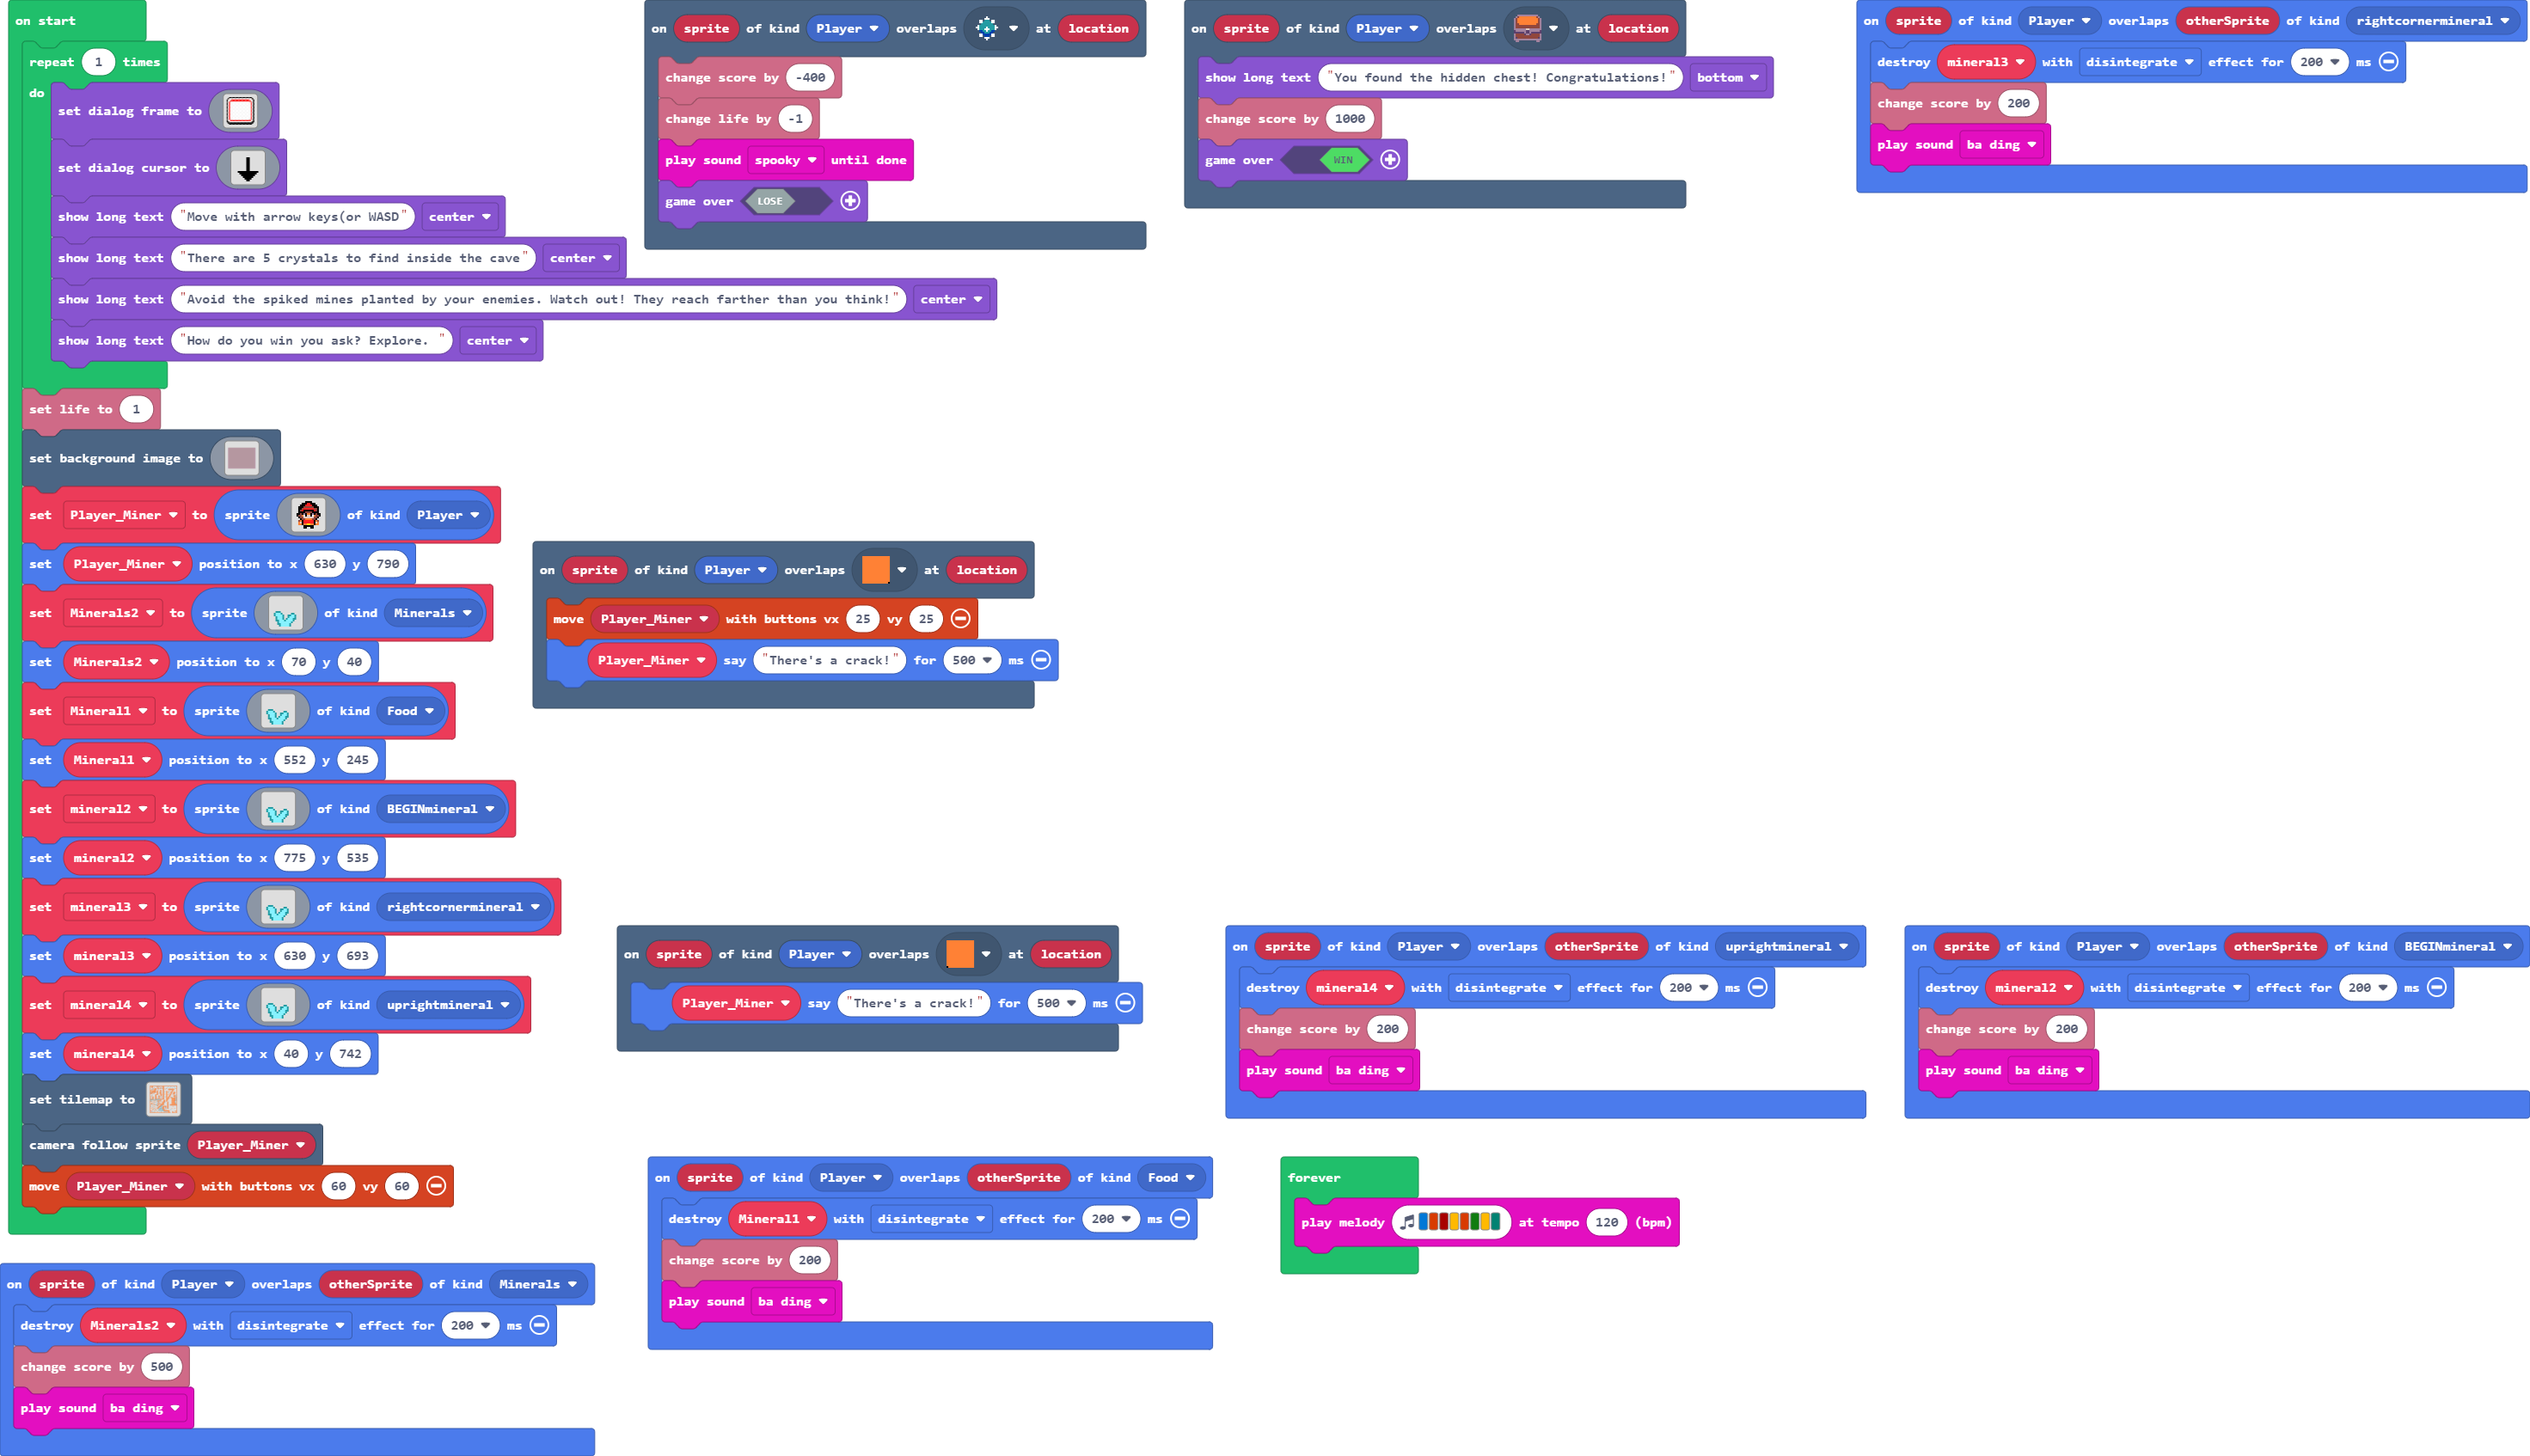 on start
repeat 1 times
do
set dialog frame to
set dialog cursor to
show long text "Move with arrow keys(or WASD" center
show long text "There are 5 crystals to find inside the cave" center
show long text "Avoid the spiked mines planted by your enemies. Watch out! They reach farther than you think!" center
show long text "How do you win you ask? Explore. " center
set life to 1
set background image to
set Player_Miner to sprite of kind Player
set Player_Miner position to x 630 y 790
set Minerals2 to sprite of kind Minerals
set Minerals2 position to x 70 y 40
set Mineral1 to sprite of kind Food
set Mineral1 position to x 552 y 245
set mineral2 to sprite of kind BEGINmineral
set mineral2 position to x 775 y 535
set mineral3 to sprite of kind rightcornermineral
set mineral3 position to x 630 y 693
set mineral4 to sprite of kind uprightmineral
set mineral4 position to x 40 y 742
set tilemap to
camera follow sprite Player_Miner
move Player_Miner with buttons vx 60 vy 60
on sprite of kind Player overlaps at location
change score by -400
change life by -1
play sound spooky until done
game over LOSE
on sprite of kind Player overlaps at location
show long text "You found the hidden chest! Congratulations!" bottom
change score by 1000
game over WIN
on sprite of kind Player overlaps otherSprite of kind rightcornermineral
destroy mineral3 with disintegrate effect for 200 ms
change score by 200
play sound ba ding
on sprite of kind Player overlaps at location
move Player_Miner with buttons vx 25 vy 25
Player_Miner say "There's a crack!" for 500 ms
on sprite of kind Player overlaps at location
Player_Miner say "There's a crack!" for 500 ms
on sprite of kind Player overlaps otherSprite of kind uprightmineral
destroy mineral4 with disintegrate effect for 200 ms
change score by 200
play sound ba ding
on sprite of kind Player overlaps otherSprite of kind BEGINmineral
destroy mineral2 with disintegrate effect for 200 ms
change score by 200
play sound ba ding
on sprite of kind Player overlaps otherSprite of kind Food
destroy Mineral1 with disintegrate effect for 200 ms
change score by 200
play sound ba ding
forever
play melody at tempo 120 (bpm)
on sprite of kind Player overlaps otherSprite of kind Minerals
destroy Minerals2 with disintegrate effect for 200 ms
change score by 500
play sound ba ding